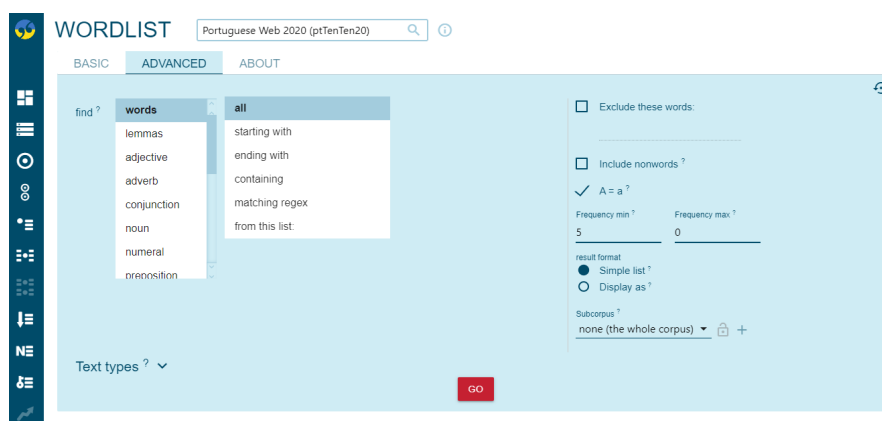 WORDLIST
Portuguese Web 2020 (ptTenTen20)
BASIC ADVANCED ABOUT
find ?
words
lemmas
adjective
adverb
conjunction
noun
numeral
preposition
all
starting with
ending with
containing
matching regex
from this list:
Exclude these words:
Include nonwords ?
A = a ?
Frequency min ? Frequency max ?
5 0
result format
Simple list ?
Display as ?
Subcorpus ?
none (the whole corpus)
Text types ?
GO